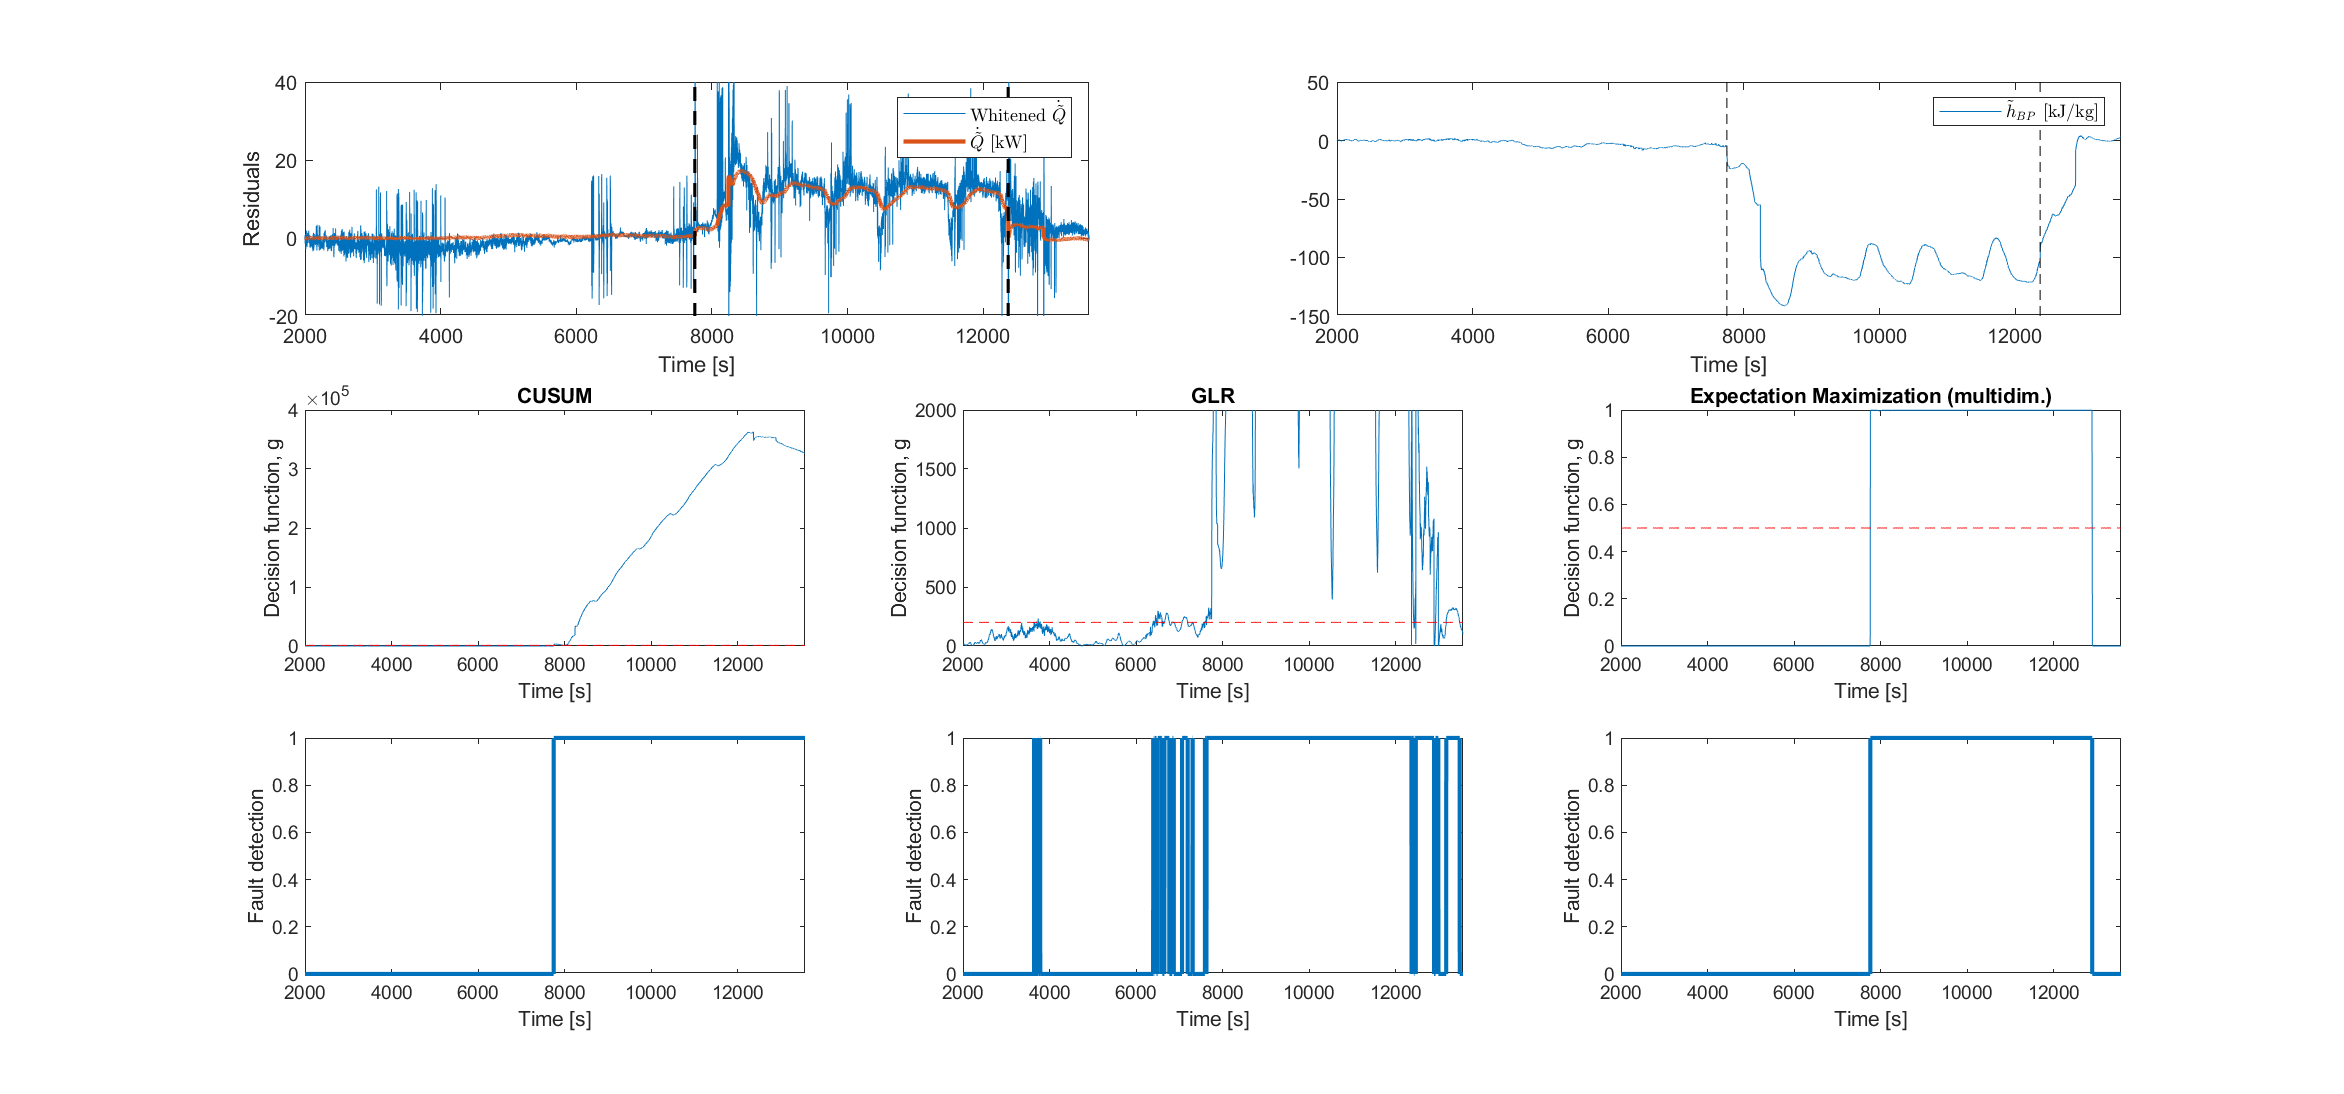 40
20
0
-20
Residuals
Whitened Q̃̇
Q̃̇ [kW]
2000 4000 6000 8000 10000 12000
Time [s]
50
0
-50
-100
-150
h̃_BP [kJ/kg]
2000 4000 6000 8000 10000 12000
Time [s]
CUSUM
×10^5
4
3
2
1
0
Decision function, g
2000 4000 6000 8000 10000 12000
Time [s]
GLR
2000
1500
1000
500
0
Decision function, g
2000 4000 6000 8000 10000 12000
Time [s]
Expectation Maximization (multidim.)
1
0.8
0.6
0.4
0.2
0
Decision function, g
2000 4000 6000 8000 10000 12000
Time [s]
1
0.8
0.6
0.4
0.2
0
Fault detection
2000 4000 6000 8000 10000 12000
Time [s]
1
0.8
0.6
0.4
0.2
0
Fault detection
2000 4000 6000 8000 10000 12000
Time [s]
1
0.8
0.6
0.4
0.2
0
Fault detection
2000 4000 6000 8000 10000 12000
Time [s]